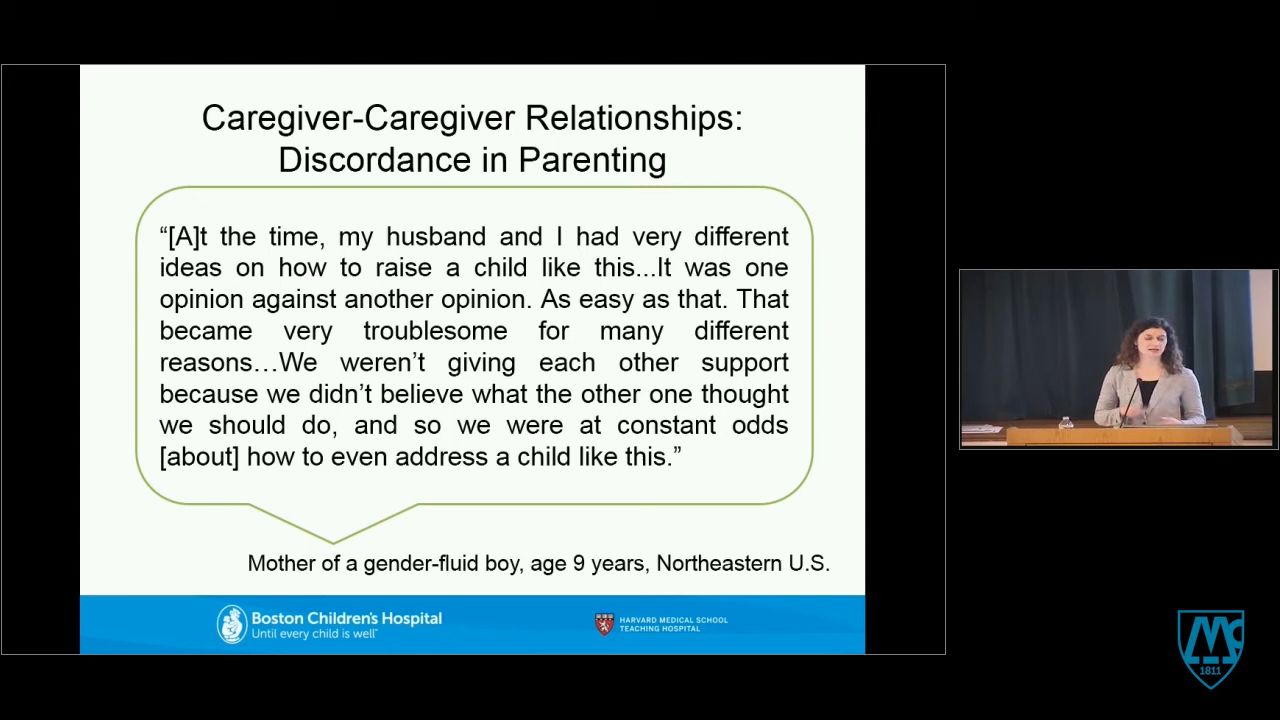 Caregiver-Caregiver Relationships:
Discordance in Parenting
“[A]t the time, my husband and I had very different
ideas on how to raise a child like this...It was one
opinion against another opinion. As easy as that. That
became very troublesome for many different
reasons…We weren’t giving each other support
because we didn’t believe what the other one thought
we should do, and so we were at constant odds
[about] how to even address a child like this.”
Mother of a gender-fluid boy, age 9 years, Northeastern U.S.
Boston Children’s Hospital
Until every child is well™
HARVARD MEDICAL SCHOOL
TEACHING HOSPITAL
1811